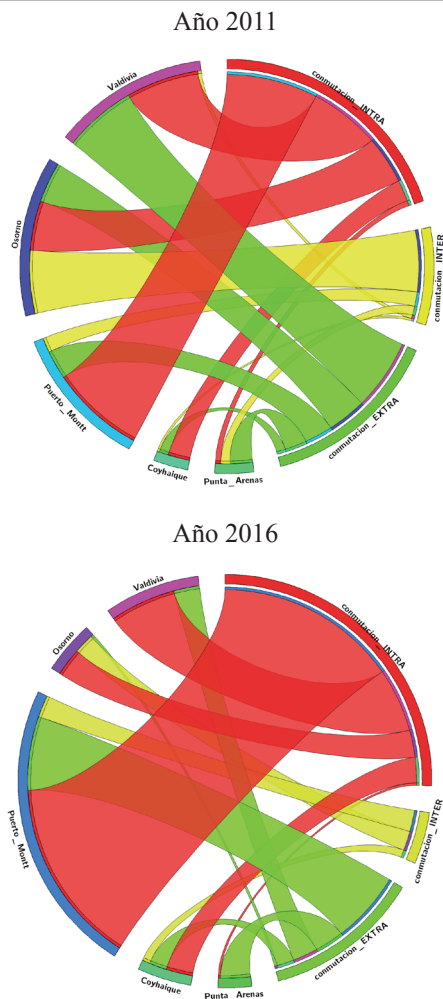 Año 2011
Valdivia
conmutacion_INTRA
Osorno
conmutacion_INTER
Puerto_Montt
conmutacion_EXTRA
Coyhaique
Punta_Arenas
Año 2016
Valdivia
conmutacion_INTRA
Osorno
Puerto_Montt
conmutacion_INTER
conmutacion_EXTRA
Coyhaique
Punta_Arenas